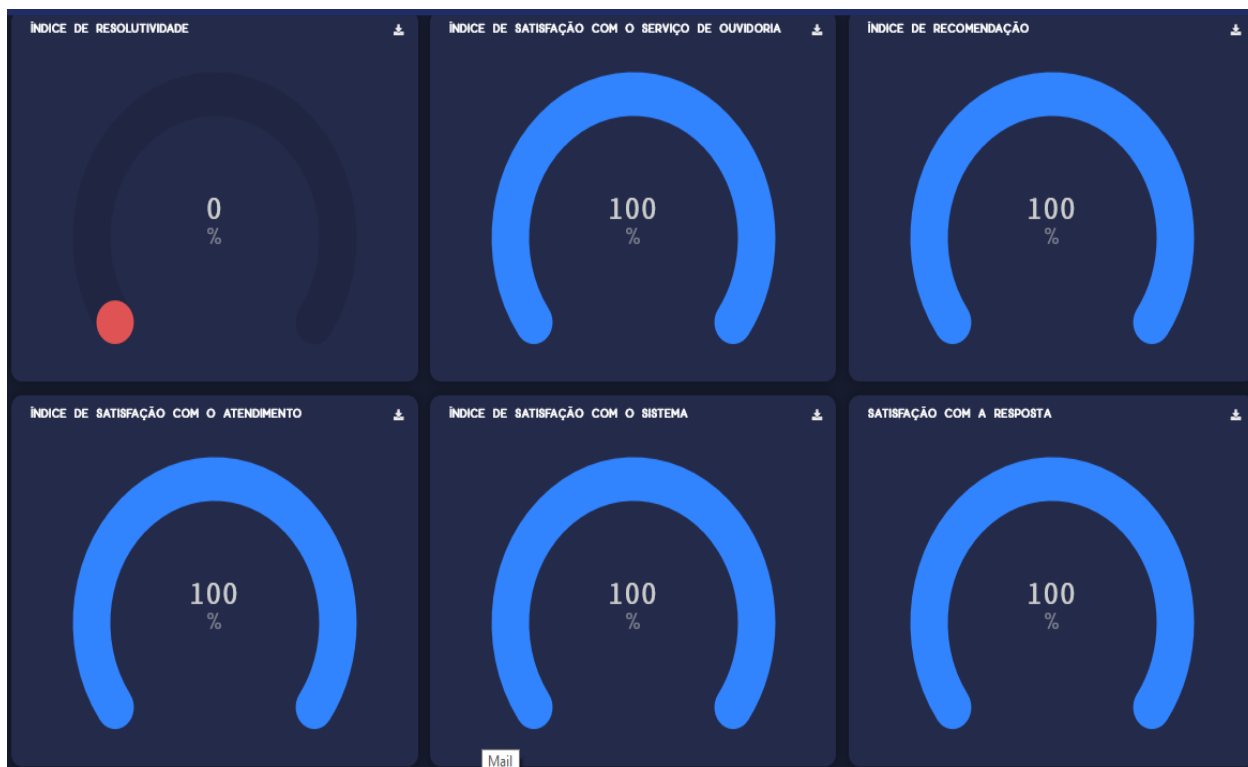 ÍNDICE DE RESOLUTIVIDADE
ÍNDICE DE SATISFAÇÃO COM O SERVIÇO DE OUVIDORIA
ÍNDICE DE RECOMENDAÇÃO
0
%
100
%
100
%
ÍNDICE DE SATISFAÇÃO COM O ATENDIMENTO
ÍNDICE DE SATISFAÇÃO COM O SISTEMA
SATISFAÇÃO COM A RESPOSTA
100
%
100
%
100
%
Mail